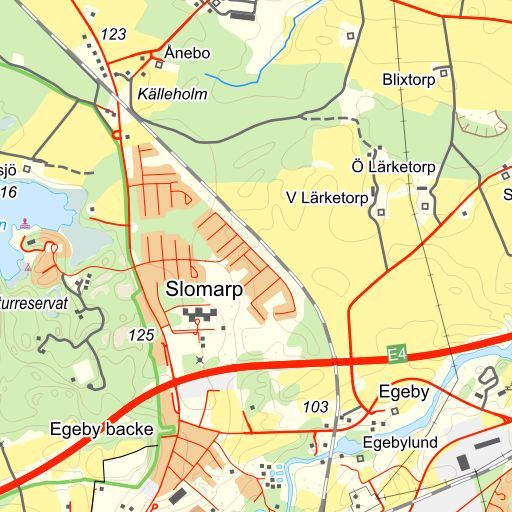 123
Ånebo
Källeholm
Blixtorp
sjö
Ö Lärketorp
16
V Lärketorp
S
n
Slomarp
turreservat
125
E4
Egeby
103
Egeby backe
Egebylund